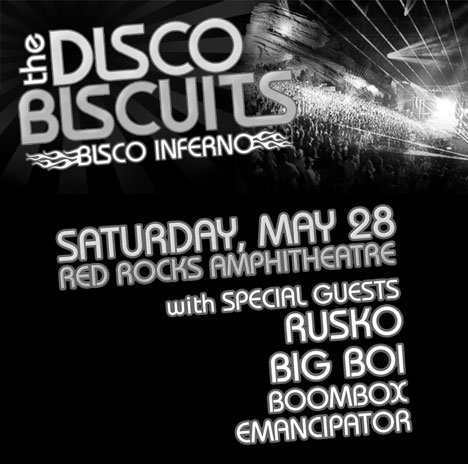 the DISCO
BISCUITS
BISCO INFERNO
SATURDAY, MAY 28
RED ROCKS AMPHITHEATRE
with SPECIAL GUESTS
RUSKO
BIG BOI
BOOMBOX
EMANCIPATOR